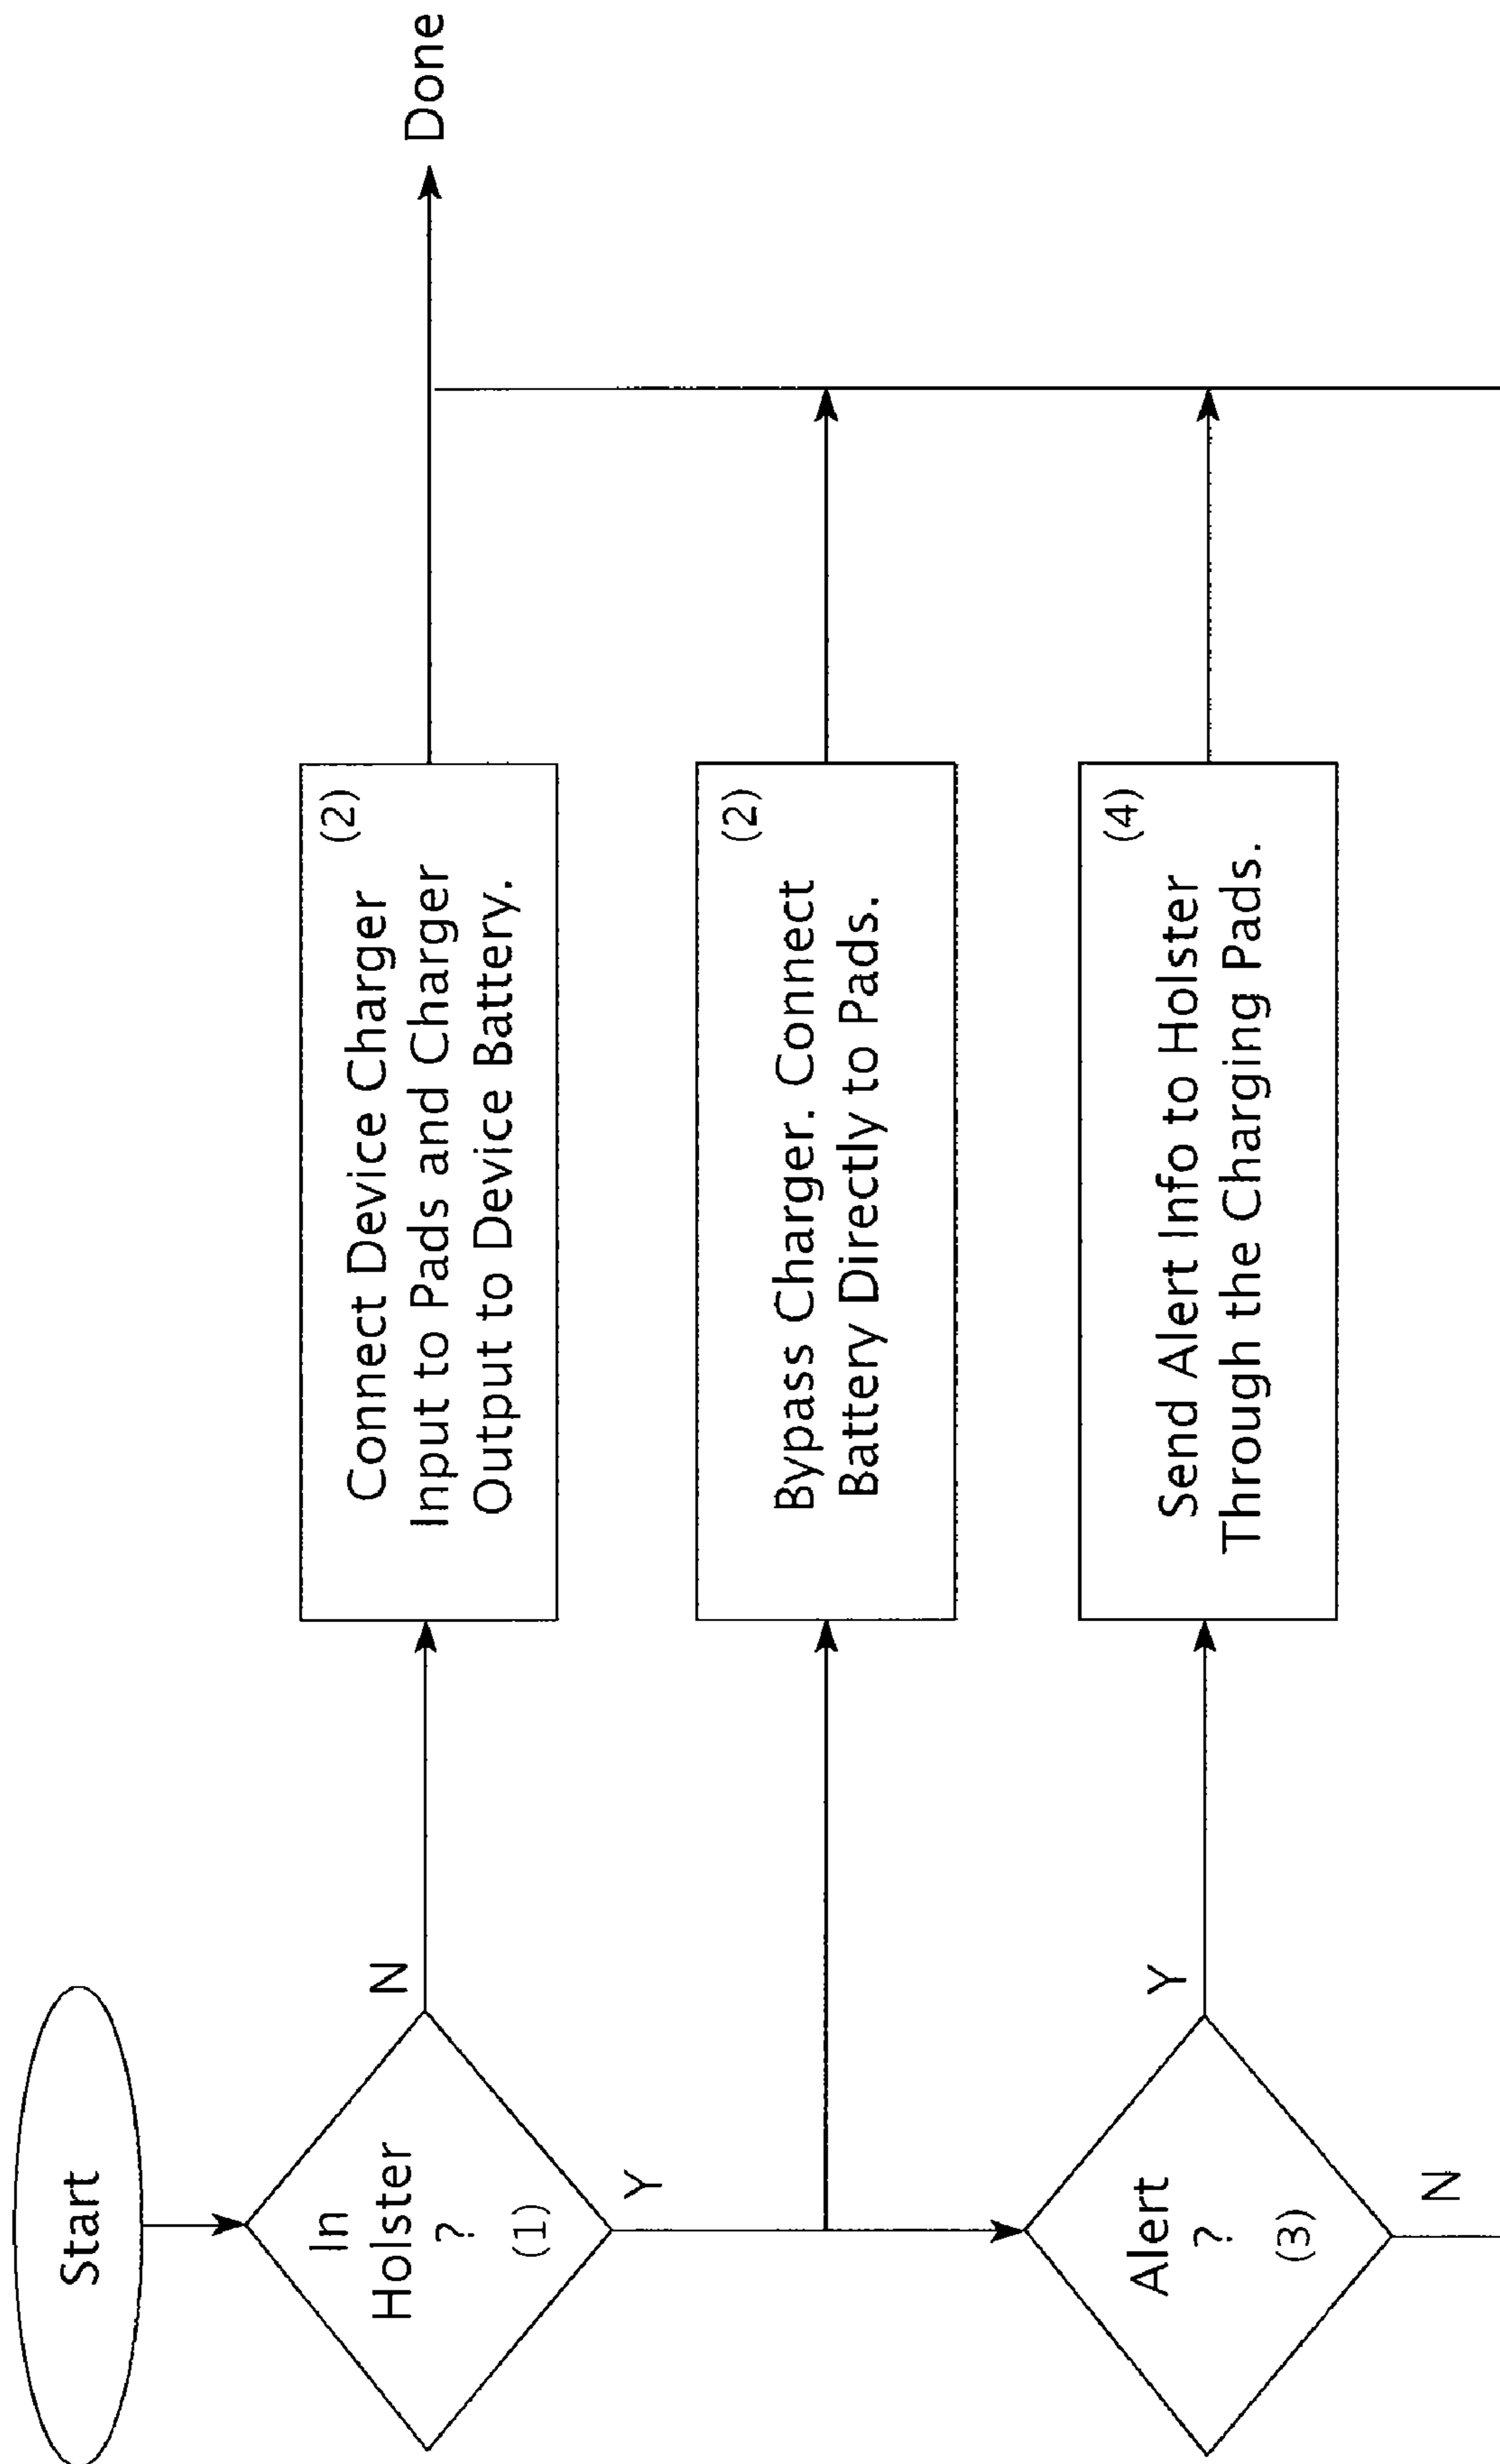 Start
In
Holster
?
(1)
N
Y
(2)
Connect Device Charger
Input to Pads and Charger
Output to Device Battery.
Done
(2)
Bypass Charger. Connect
Battery Directly to Pads.
Alert
?
(3)
Y
N
(4)
Send Alert Info to Holster
Through the Charging Pads.